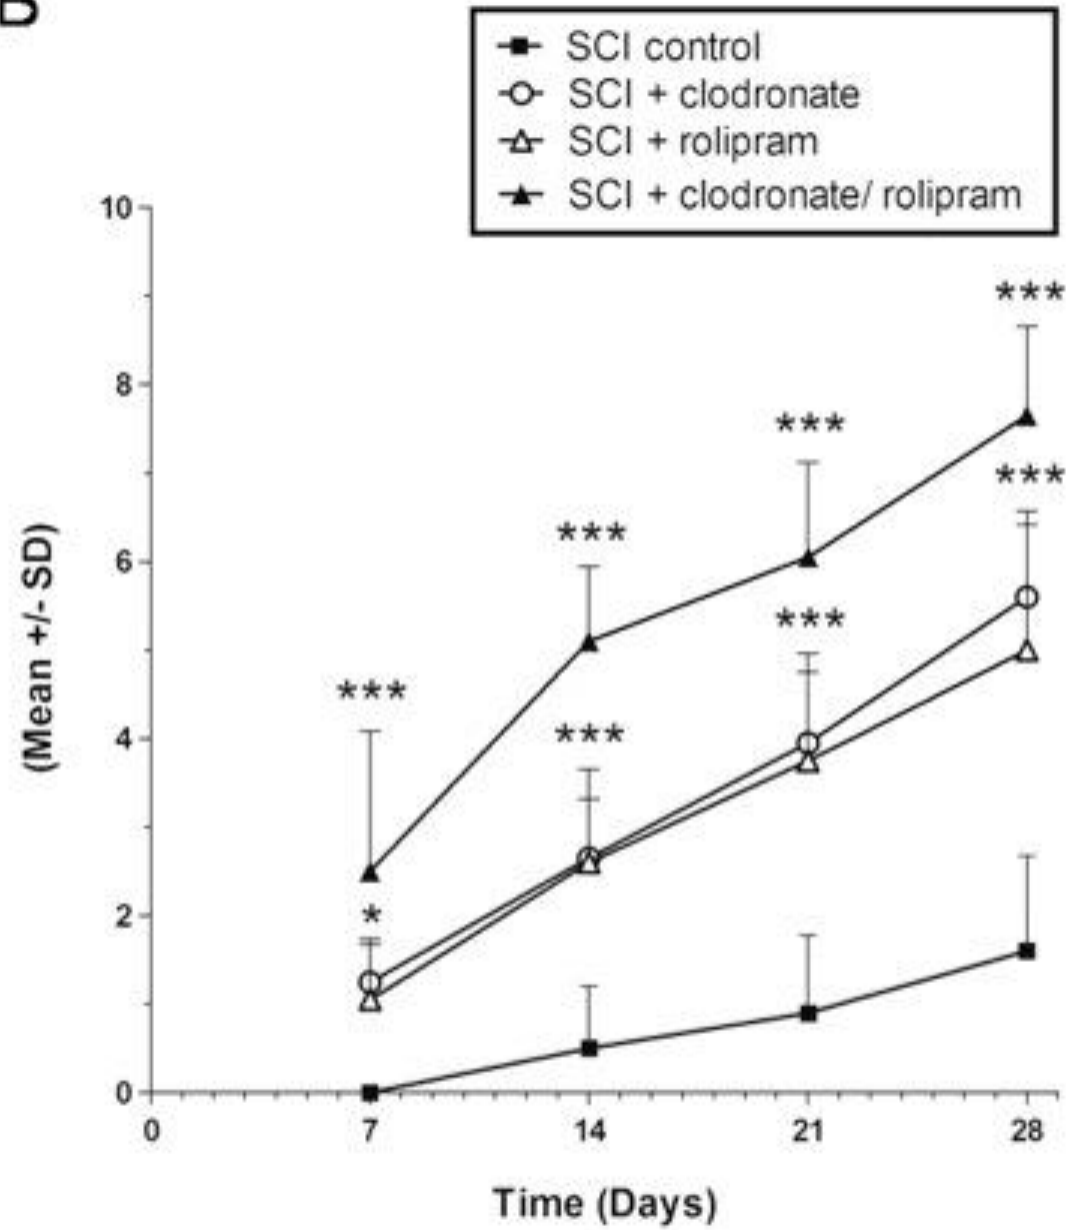 B
SCI control
SCI + clodronate
SCI + rolipram
SCI + clodronate/ rolipram
10
***
8
***
***
***
6
***
***
***
4
*
2
0
0 7 14 21 28
(Mean +/- SD)
Time (Days)